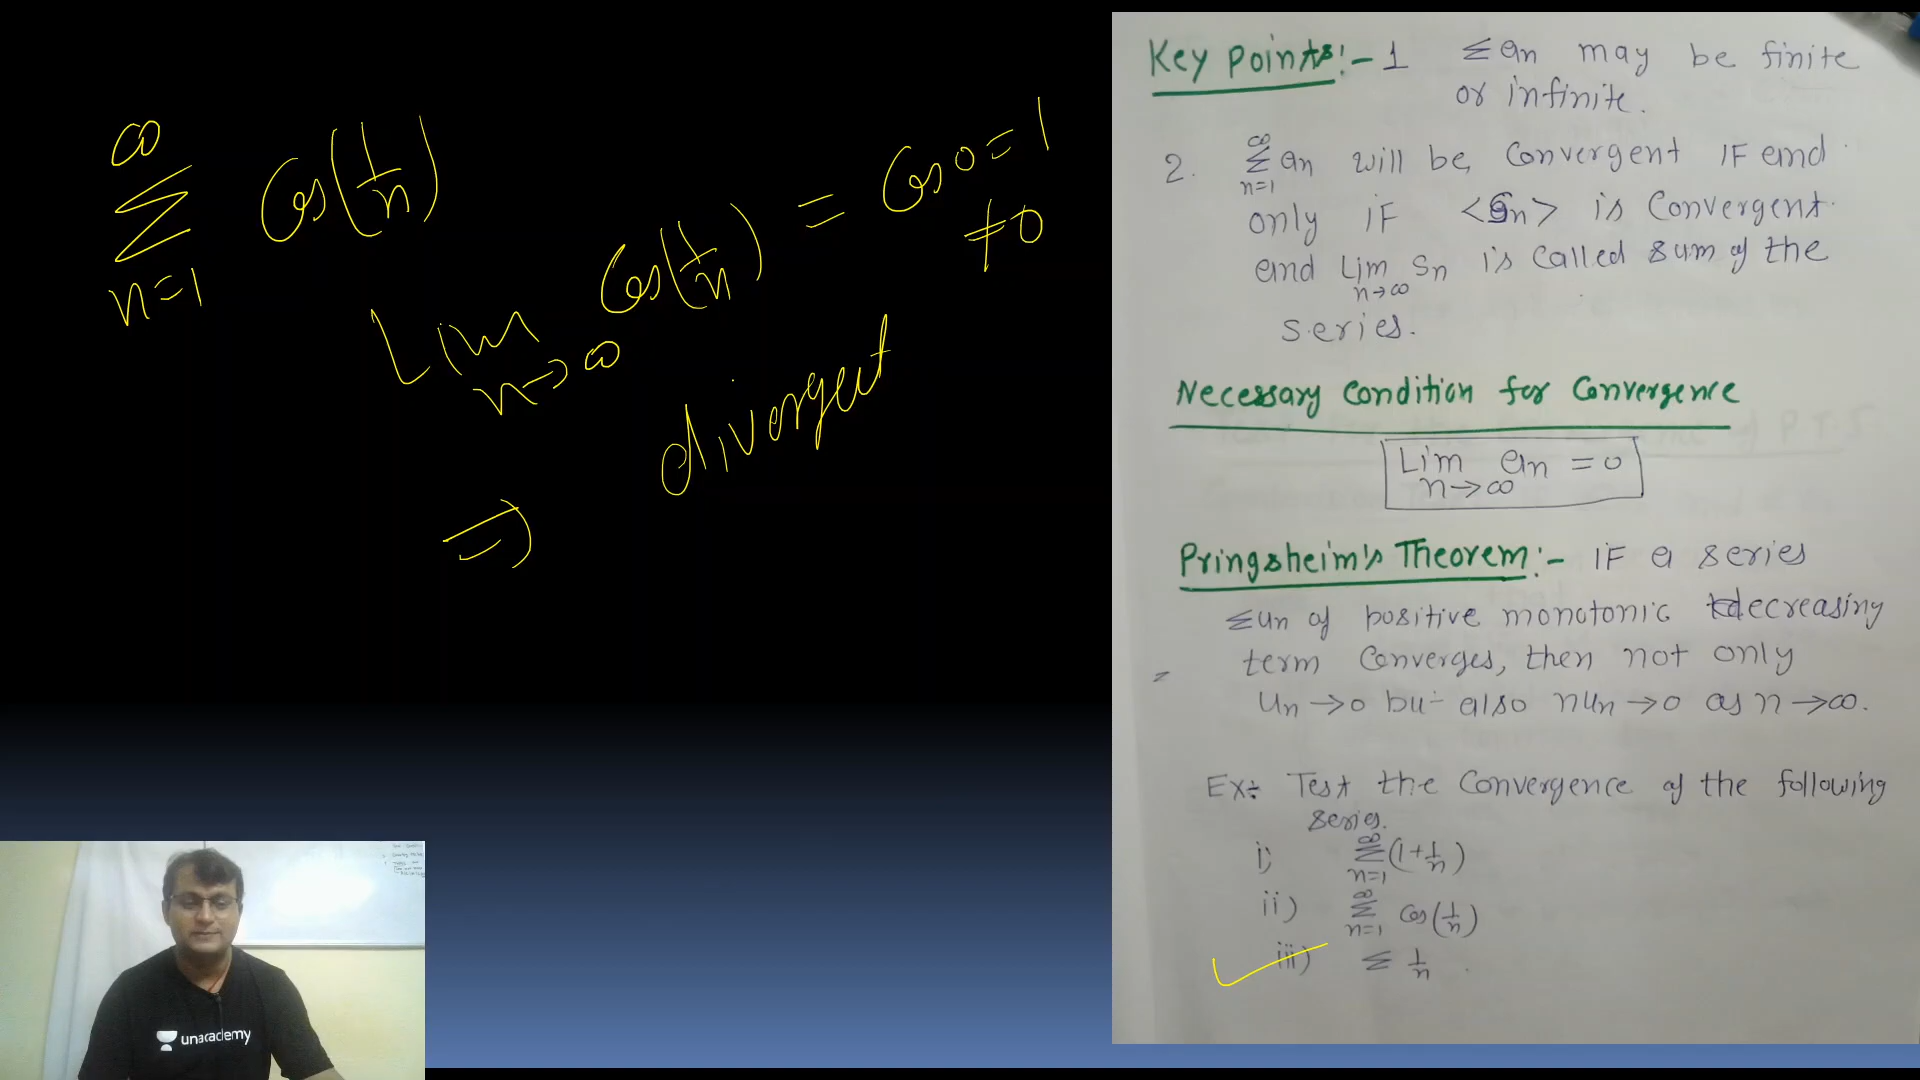 ∞
Σ Cos(1/n)
n=1
Lim Cos(1/n) = Cos 0 = 1
n→∞ ≠0
⇒ divergent
unacademy
Key Points:- 1 Σan may be finite
or infinite.
2. ∞
Σ an will be Convergent IF and
n=1
only IF <Sn> is Convergent.
and Lim Sn is called sum of the
n→∞
series.
Necessary Condition for Convergence
Lim an = 0
n→∞
Pringsheim's Theorem:- IF a series
Σun of positive monotonic decreasing
term Converges, then not only
Un→0 but also nUn→0 as n→∞.
Ex÷ Test the Convergence of the following
series.
i) ∞
Σ (1+1/n)
n=1
ii) ∞
Σ Cos(1/n)
n=1
iii) Σ 1/n